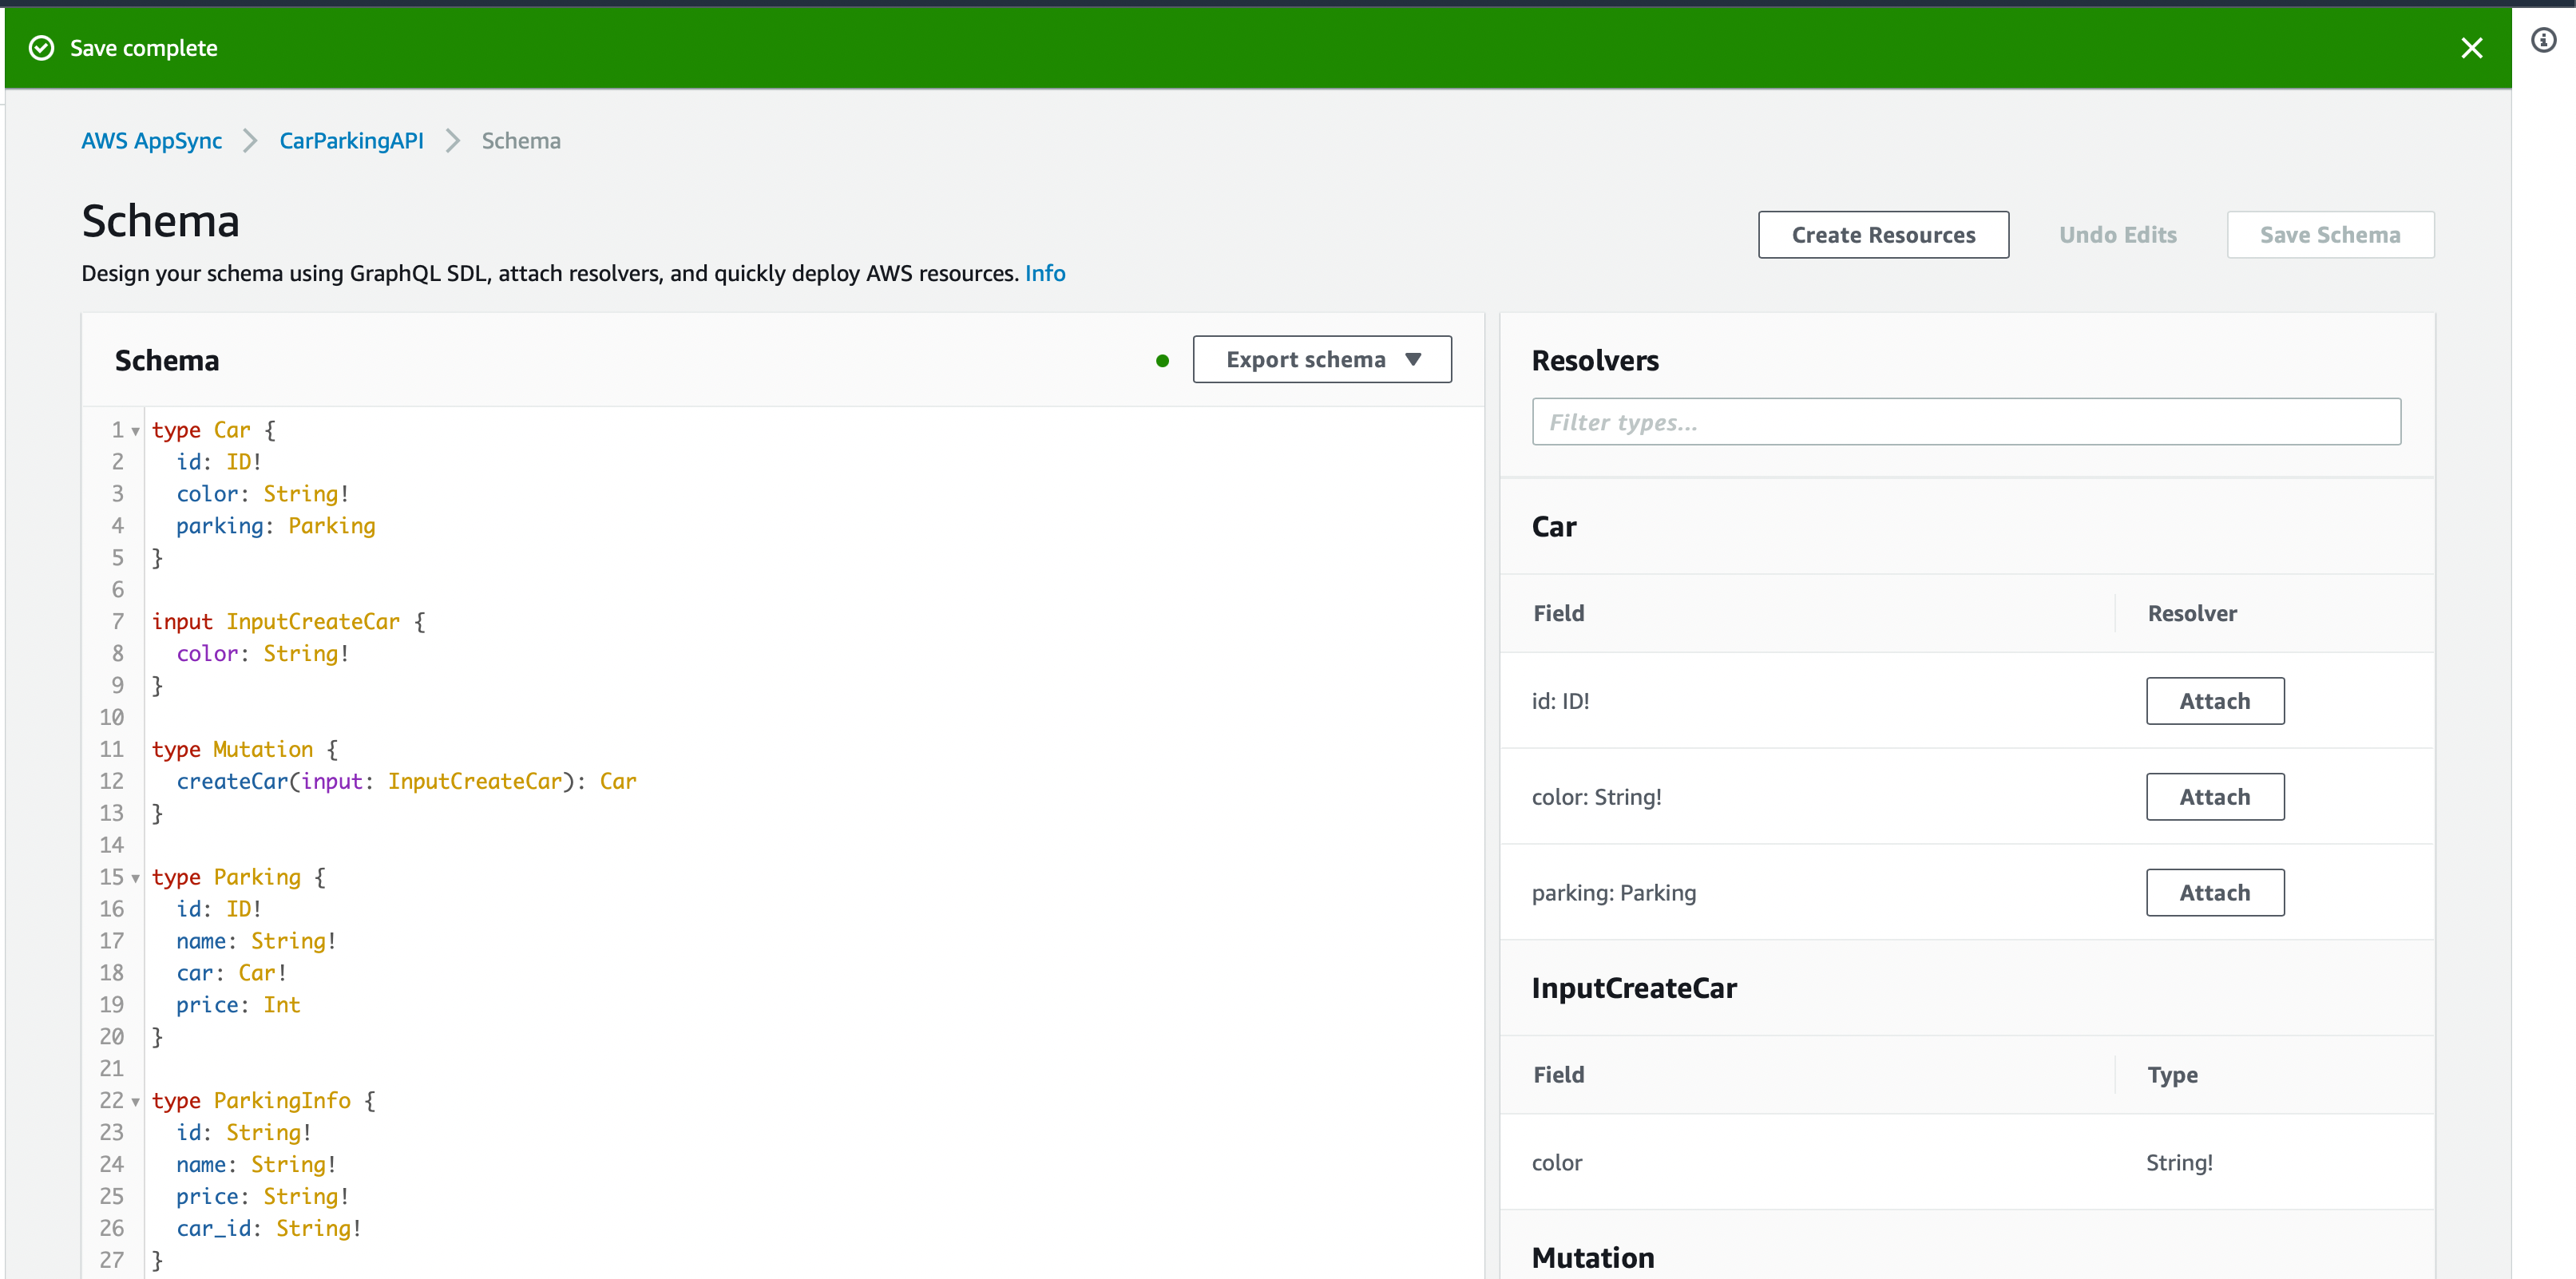 Save complete
AWS AppSync > CarParkingAPI > Schema
Schema
Create Resources
Undo Edits
Save Schema
Design your schema using GraphQL SDL, attach resolvers, and quickly deploy AWS resources. Info
Schema
Export schema
1 type Car {
2   id: ID!
3   color: String!
4   parking: Parking
5 }
6
7 input InputCreateCar {
8   color: String!
9 }
10
11 type Mutation {
12   createCar(input: InputCreateCar): Car
13 }
14
15 type Parking {
16   id: ID!
17   name: String!
18   car: Car!
19   price: Int
20 }
21
22 type ParkingInfo {
23   id: String!
24   name: String!
25   price: String!
26   car_id: String!
27 }
Resolvers
Filter types...
Car
Field Resolver
id: ID! Attach
color: String! Attach
parking: Parking Attach
InputCreateCar
Field Type
color String!
Mutation